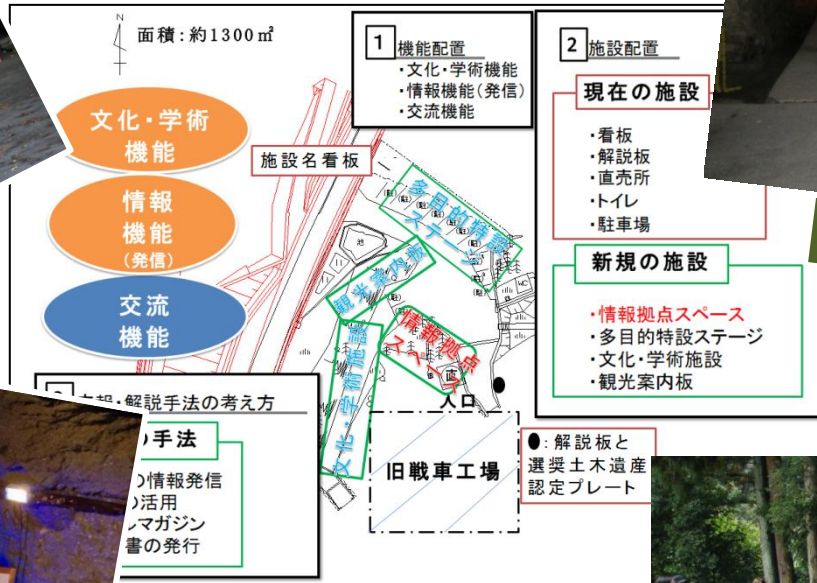 N
面積:約1300㎡
1 機能配置
・文化・学術機能
・情報機能(発信)
・交流機能
2 施設配置
現在の施設
・看板
・解説板
・直売所
・トイレ
・駐車場
新規の施設
・情報拠点スペース
・多目的特設ステージ
・文化・学術施設
・観光案内板
文化・学術
機能
情報
機能
(発信)
交流
機能
施設名看板
多目的特設
ステージ
池
観光案内板
情報拠点
スペース
直
WC
文化・学術施設
入口
旧戦車工場
●:解説板と
選奨土木遺産
認定プレート
・解説手法の考え方
の手法
の情報発信
の活用
ルマガジン
書の発行